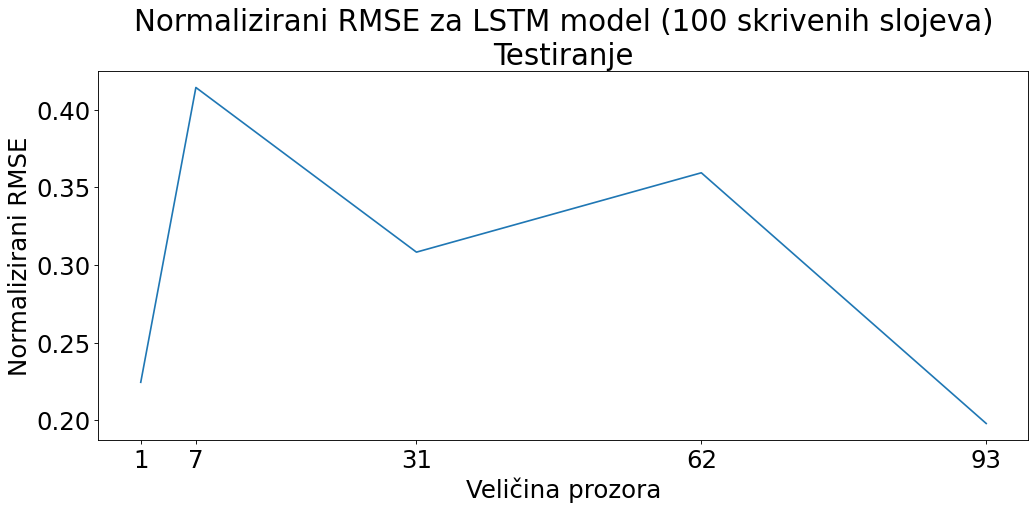 Normalizirani RMSE za LSTM model (100 skrivenih slojeva)
Testiranje
Normalizirani RMSE
0.40
0.35
0.30
0.25
0.20
1 7 31 62 93
Veličina prozora